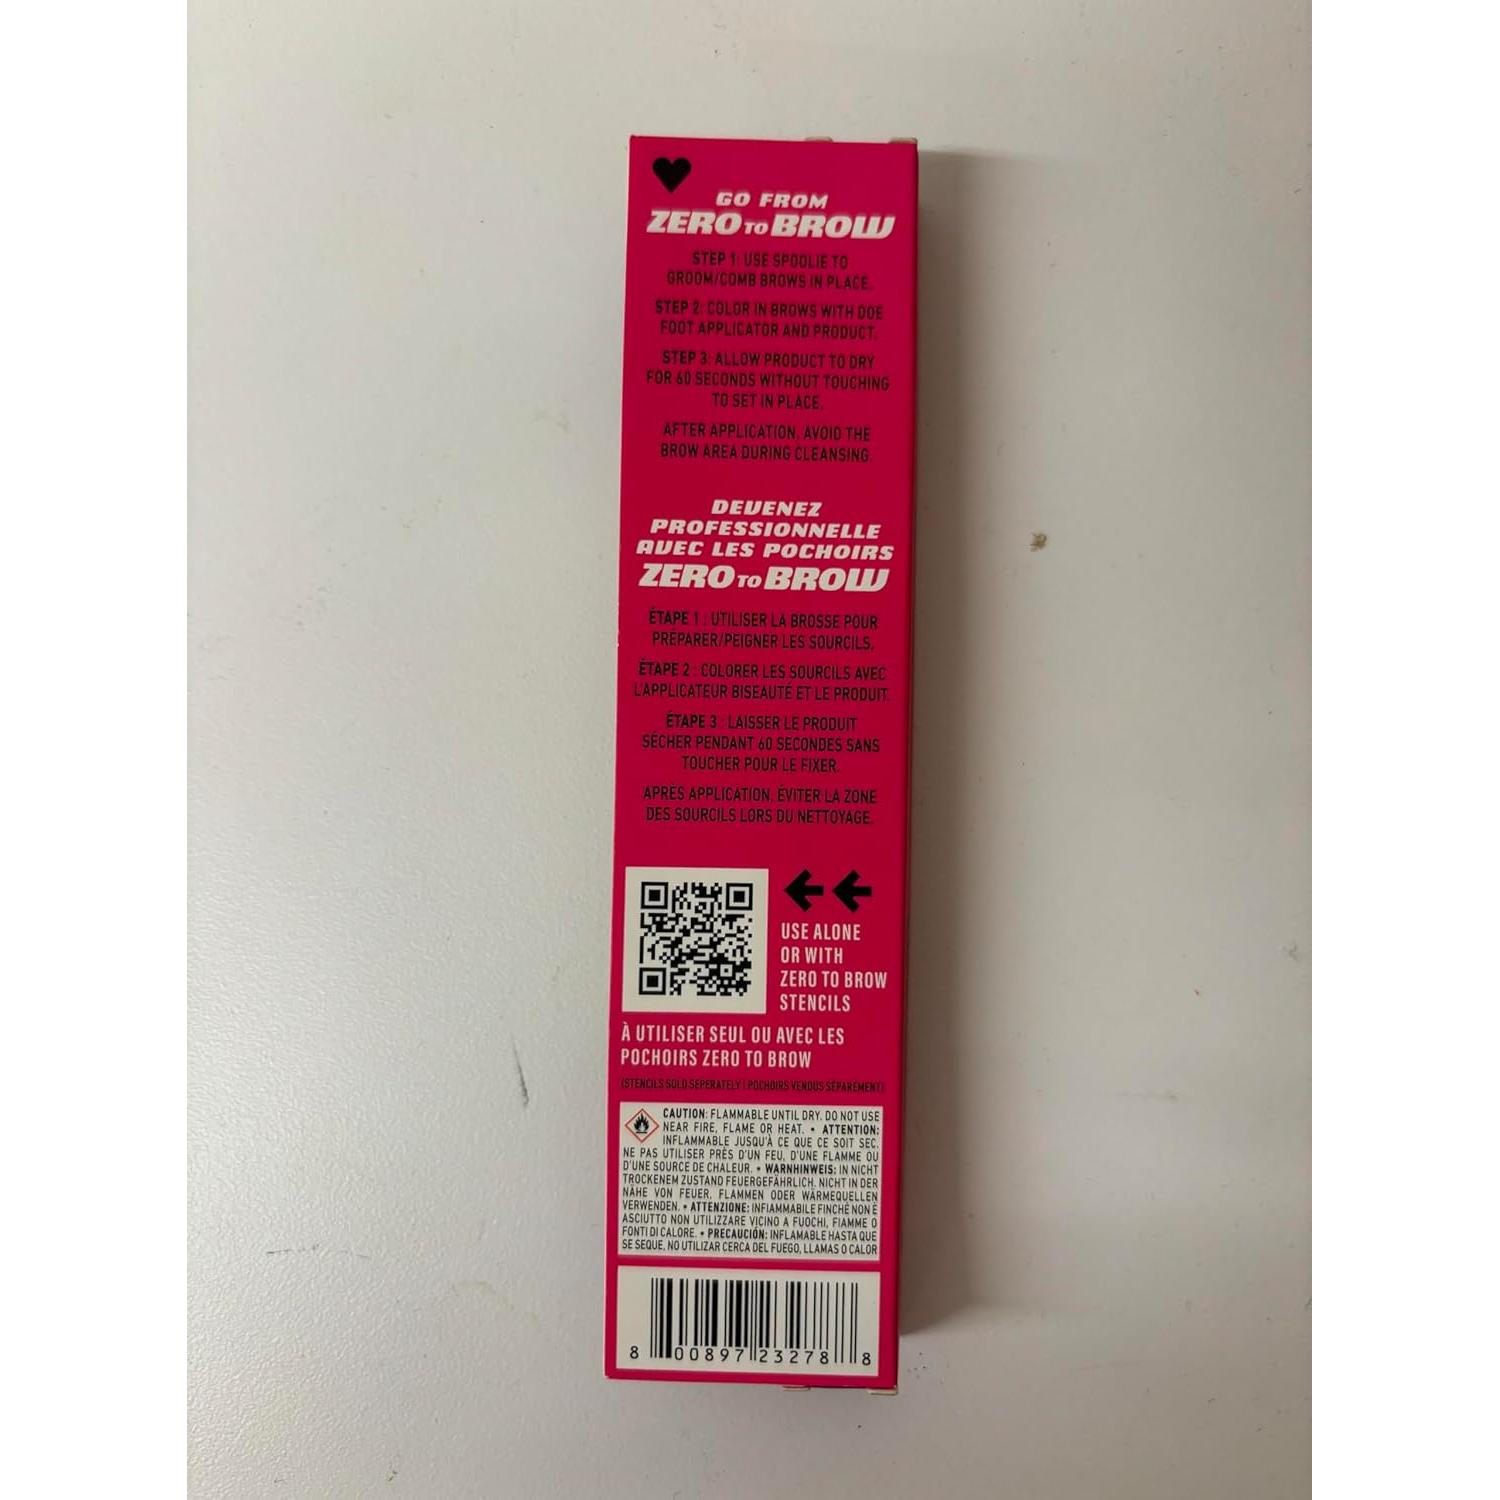 GO FROM
ZERO TO BROW
STEP 1: USE SPOOLIE TO
GROOM/COMB BROWS IN PLACE.
STEP 2: COLOR IN BROWS WITH DOE
FOOT APPLICATOR AND PRODUCT.
STEP 3: ALLOW PRODUCT TO DRY
FOR 60 SECONDS WITHOUT TOUCHING
TO SET IN PLACE.
AFTER APPLICATION, AVOID THE
BROW AREA DURING CLEANSING.
DEVENEZ
PROFESSIONNELLE
AVEC LES POCHOIRS
ZERO TO BROW
ÉTAPE 1 : UTILISER LA BROSSE POUR
PRÉPARER/PEIGNER LES SOURCILS.
ÉTAPE 2 : COLORER LES SOURCILS AVEC
L'APPLICATEUR BISEAUTÉ ET LE PRODUIT.
ÉTAPE 3 : LAISSER LE PRODUIT
SÉCHER PENDANT 60 SECONDES SANS
TOUCHER POUR LE FIXER.
APRÈS APPLICATION, ÉVITER LA ZONE
DES SOURCILS LORS DU NETTOYAGE.
USE ALONE
OR WITH
ZERO TO BROW
STENCILS
À UTILISER SEUL OU AVEC LES
POCHOIRS ZERO TO BROW
(STENCILS SOLD SEPERATELY | POCHOIRS VENDUS SÉPARÉMENT)
CAUTION: FLAMMABLE UNTIL DRY. DO NOT USE
NEAR FIRE, FLAME OR HEAT. • ATTENTION:
INFLAMMABLE JUSQU'À CE QUE CE SOIT SEC.
NE PAS UTILISER PRÈS D'UN FEU, D'UNE FLAMME OU
D'UNE SOURCE DE CHALEUR. • WARNHINWEIS: IN NICHT
TROCKENEM ZUSTAND FEUERGEFÄHRLICH. NICHT IN DER
NÄHE VON FEUER, FLAMMEN ODER WÄRMEQUELLEN
VERWENDEN. • ATTENZIONE: INFIAMMABILE FINCHÉ NON È
ASCIUTTO NON UTILIZZARE VICINO A FUOCHI, FIAMME O
FONTI DI CALORE. • PRECAUCIÓN: INFLAMABLE HASTA QUE
SE SEQUE, NO UTILIZAR CERCA DEL FUEGO, LLAMAS O CALOR
8 00897 23278 8